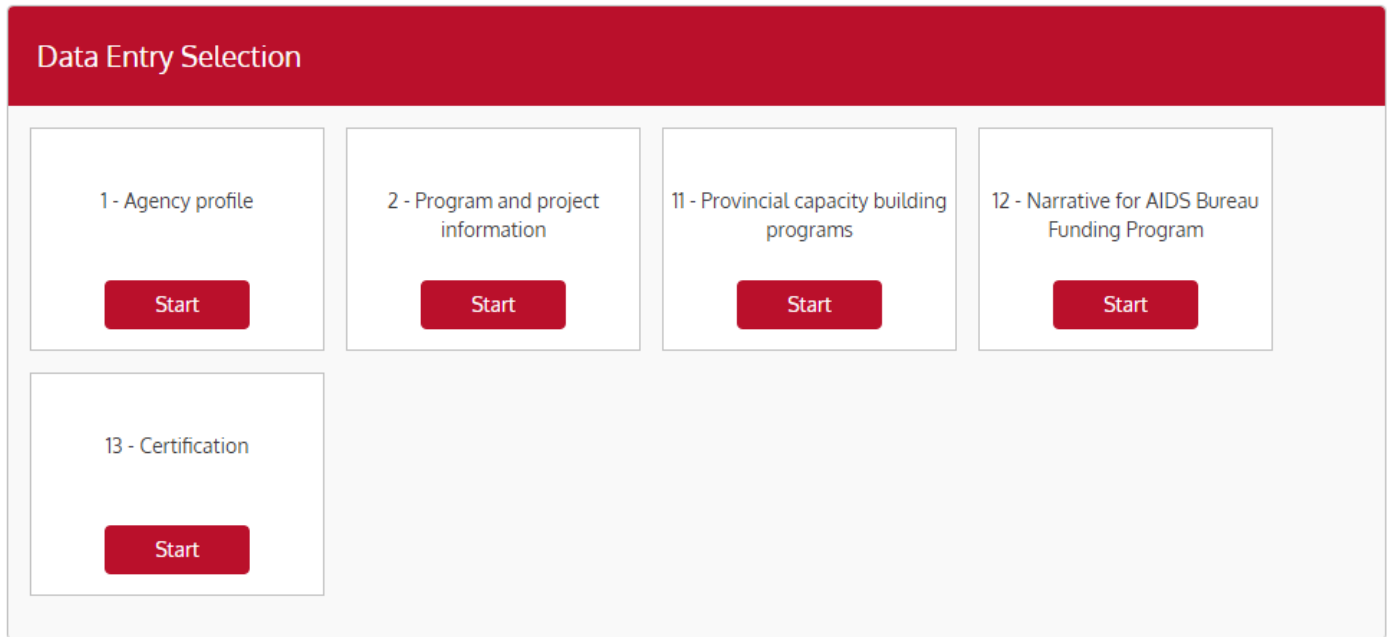 Data Entry Selection
1 - Agency profile
Start
2 - Program and project
information
Start
11 - Provincial capacity building
programs
Start
12 - Narrative for AIDS Bureau
Funding Program
Start
13 - Certification
Start